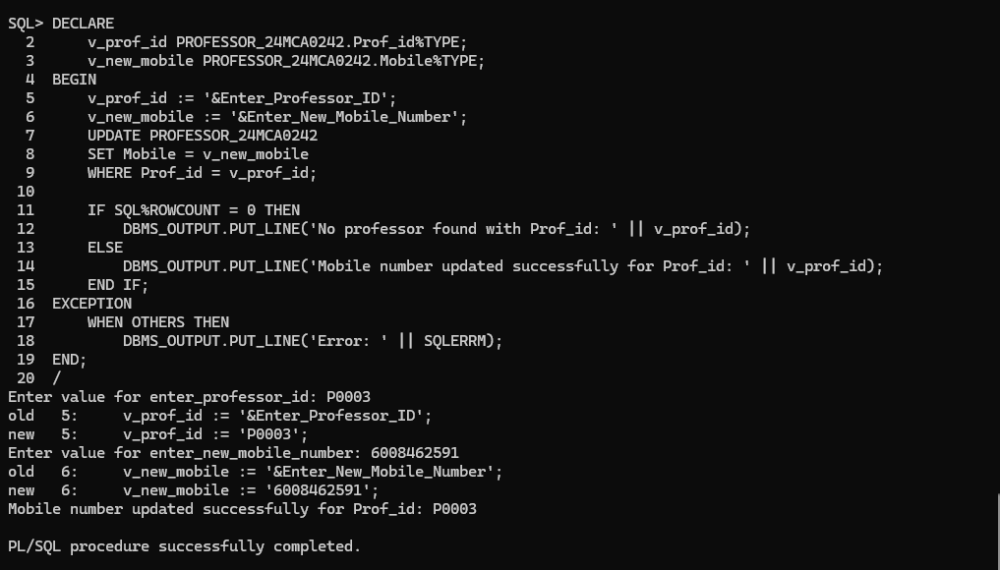 SQL> DECLARE
  2      v_prof_id PROFESSOR_24MCA0242.Prof_id%TYPE;
  3      v_new_mobile PROFESSOR_24MCA0242.Mobile%TYPE;
  4  BEGIN
  5      v_prof_id := '&Enter_Professor_ID';
  6      v_new_mobile := '&Enter_New_Mobile_Number';
  7      UPDATE PROFESSOR_24MCA0242
  8      SET Mobile = v_new_mobile
  9      WHERE Prof_id = v_prof_id;
 10
 11      IF SQL%ROWCOUNT = 0 THEN
 12          DBMS_OUTPUT.PUT_LINE('No professor found with Prof_id: ' || v_prof_id);
 13      ELSE
 14          DBMS_OUTPUT.PUT_LINE('Mobile number updated successfully for Prof_id: ' || v_prof_id);
 15      END IF;
 16  EXCEPTION
 17      WHEN OTHERS THEN
 18          DBMS_OUTPUT.PUT_LINE('Error: ' || SQLERRM);
 19  END;
 20  /
Enter value for enter_professor_id: P0003
old   5:     v_prof_id := '&Enter_Professor_ID';
new   5:     v_prof_id := 'P0003';
Enter value for enter_new_mobile_number: 6008462591
old   6:     v_new_mobile := '&Enter_New_Mobile_Number';
new   6:     v_new_mobile := '6008462591';
Mobile number updated successfully for Prof_id: P0003

PL/SQL procedure successfully completed.